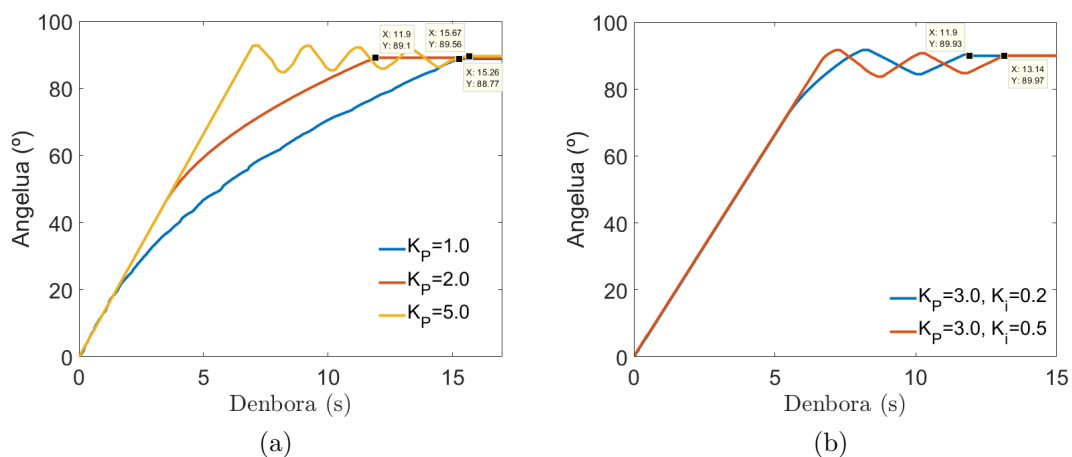 100
80
60
40
20
0
Angelua (º)
X: 11.9
Y: 89.1
X: 15.67
Y: 89.56
X: 15.26
Y: 88.77
K_P=1.0
K_P=2.0
K_P=5.0
0 5 10 15
Denbora (s)
(a)
100
80
60
40
20
0
Angelua (º)
X: 11.9
Y: 89.93
X: 13.14
Y: 89.97
K_P=3.0, K_i=0.2
K_P=3.0, K_i=0.5
0 5 10 15
Denbora (s)
(b)